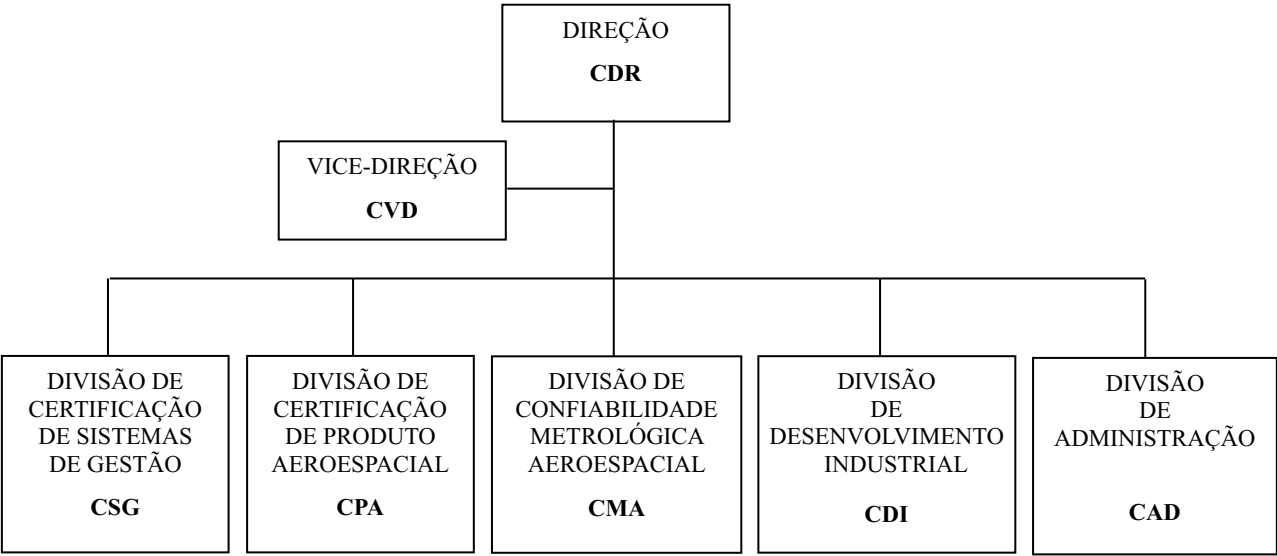 DIREÇÃO
CDR
VICE-DIREÇÃO
CVD
DIVISÃO DE
CERTIFICAÇÃO
DE SISTEMAS
DE GESTÃO
CSG
DIVISÃO DE
CERTIFICAÇÃO
DE PRODUTO
AEROESPACIAL
CPA
DIVISÃO DE
CONFIABILIDADE
METROLÓGICA
AEROESPACIAL
CMA
DIVISÃO
DE
DESENVOLVIMENTO
INDUSTRIAL
CDI
DIVISÃO
DE
ADMINISTRAÇÃO
CAD